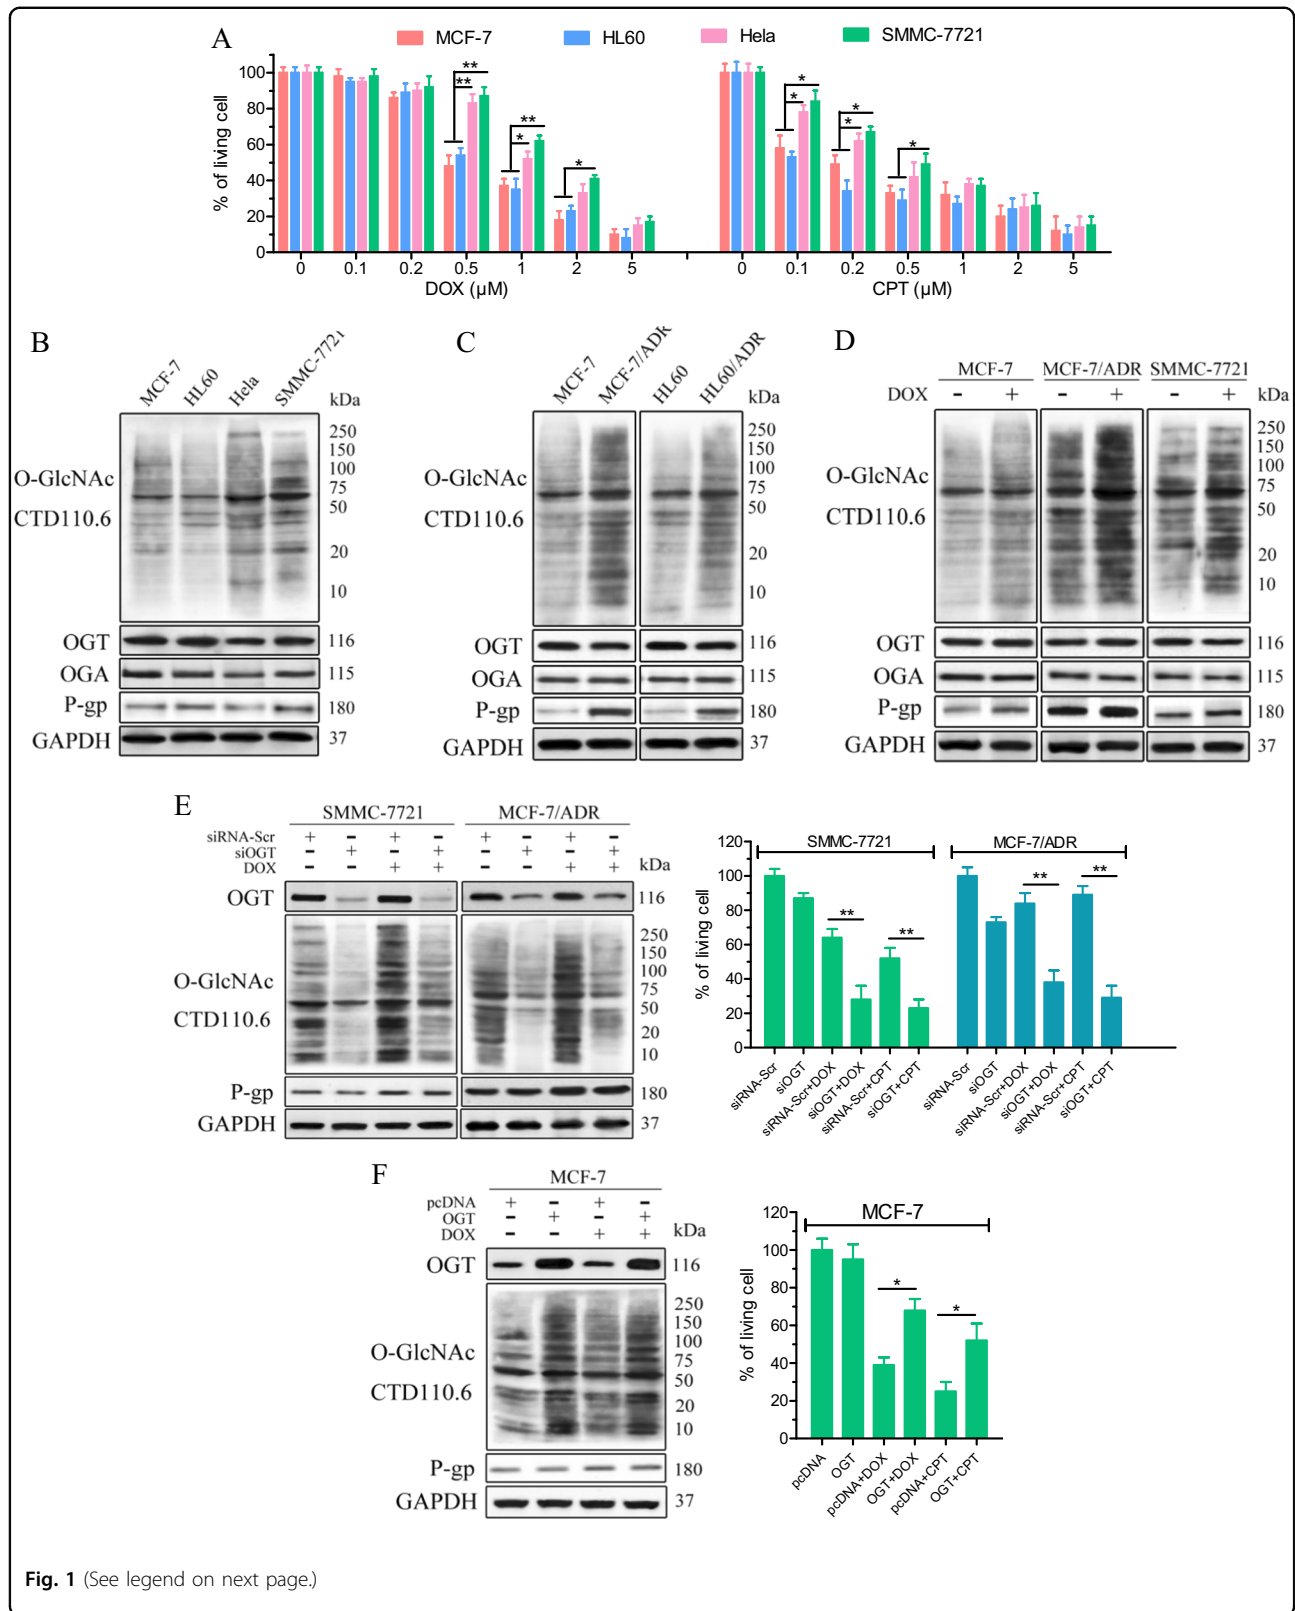 A
MCF-7 HL60 Hela SMMC-7721
% of living cell
100
80
60
40
20
0
** ** ** * * * * * * *
0 0.1 0.2 0.5 1 2 5 0 0.1 0.2 0.5 1 2 5
DOX (µM) CPT (µM)
B
MCF-7 HL60 Hela SMMC-7721
kDa
O-GlcNAc
CTD110.6
250
150
100
75
50
20
10
OGT 116
OGA 115
P-gp 180
GAPDH 37
C
MCF-7 MCF-7/ADR HL60 HL60/ADR
kDa
O-GlcNAc
CTD110.6
250
150
100
75
50
20
10
OGT 116
OGA 115
P-gp 180
GAPDH 37
D
MCF-7 MCF-7/ADR SMMC-7721
DOX - + - + - + kDa
O-GlcNAc
CTD110.6
250
150
100
75
50
20
10
OGT 116
OGA 115
P-gp 180
GAPDH 37
E
SMMC-7721 MCF-7/ADR
siRNA-Scr + - + - + - + -
siOGT - + - + - + - +
DOX - - + + - - + + kDa
OGT 116
O-GlcNAc
CTD110.6
250
150
100
75
50
20
10
P-gp 180
GAPDH 37
% of living cell
120
100
80
60
40
20
0
SMMC-7721 MCF-7/ADR
** ** ** **
siRNA-Scr siOGT siRNA-Scr+DOX siOGT+DOX siRNA-Scr+CPT siOGT+CPT
siRNA-Scr siOGT siRNA-Scr+DOX siOGT+DOX siRNA-Scr+CPT siOGT+CPT
F
MCF-7
pcDNA + - + -
OGT - + - +
DOX - - + + kDa
OGT 116
O-GlcNAc
CTD110.6
250
150
100
75
50
20
10
P-gp 180
GAPDH 37
% of living cell
120
100
80
60
40
20
0
MCF-7
* *
pcDNA OGT pcDNA+DOX OGT+DOX pcDNA+CPT OGT+CPT
Fig. 1 (See legend on next page.)